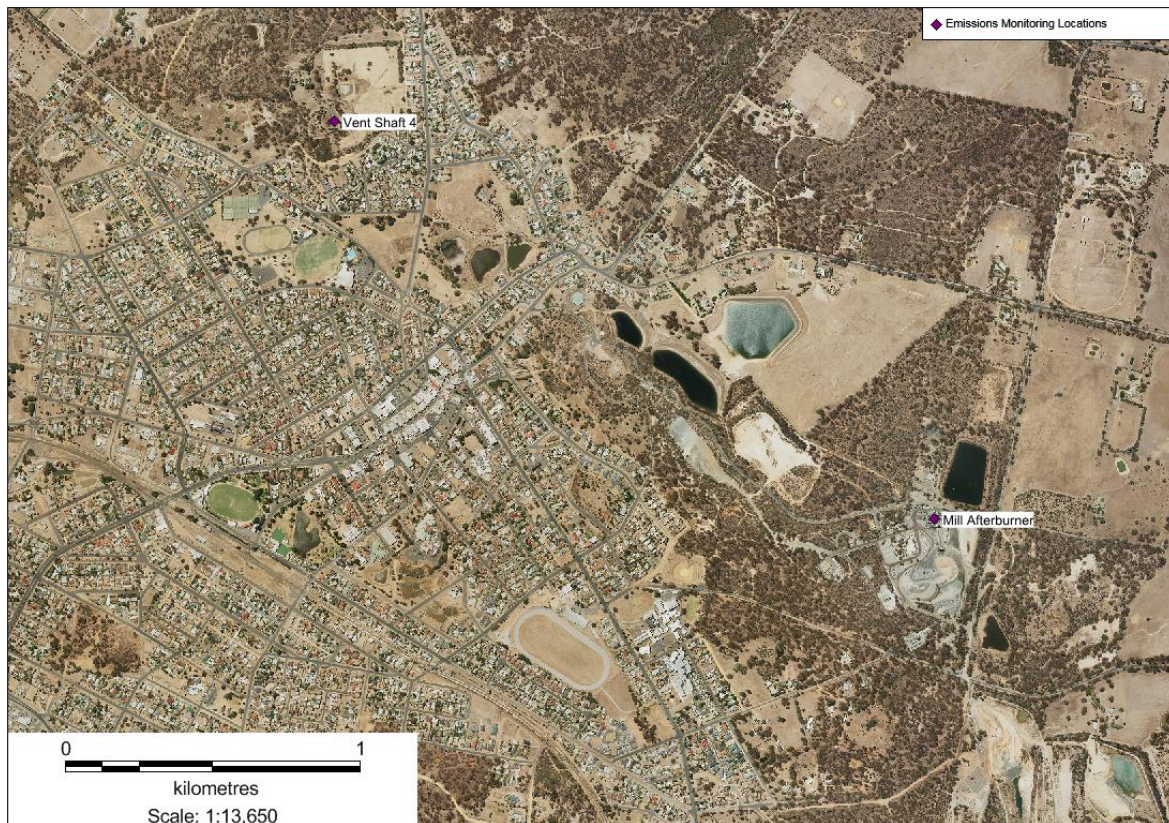 Emissions Monitoring Locations
Vent Shaft 4
Mill Afterburner
0 1
kilometres
Scale: 1:13.650